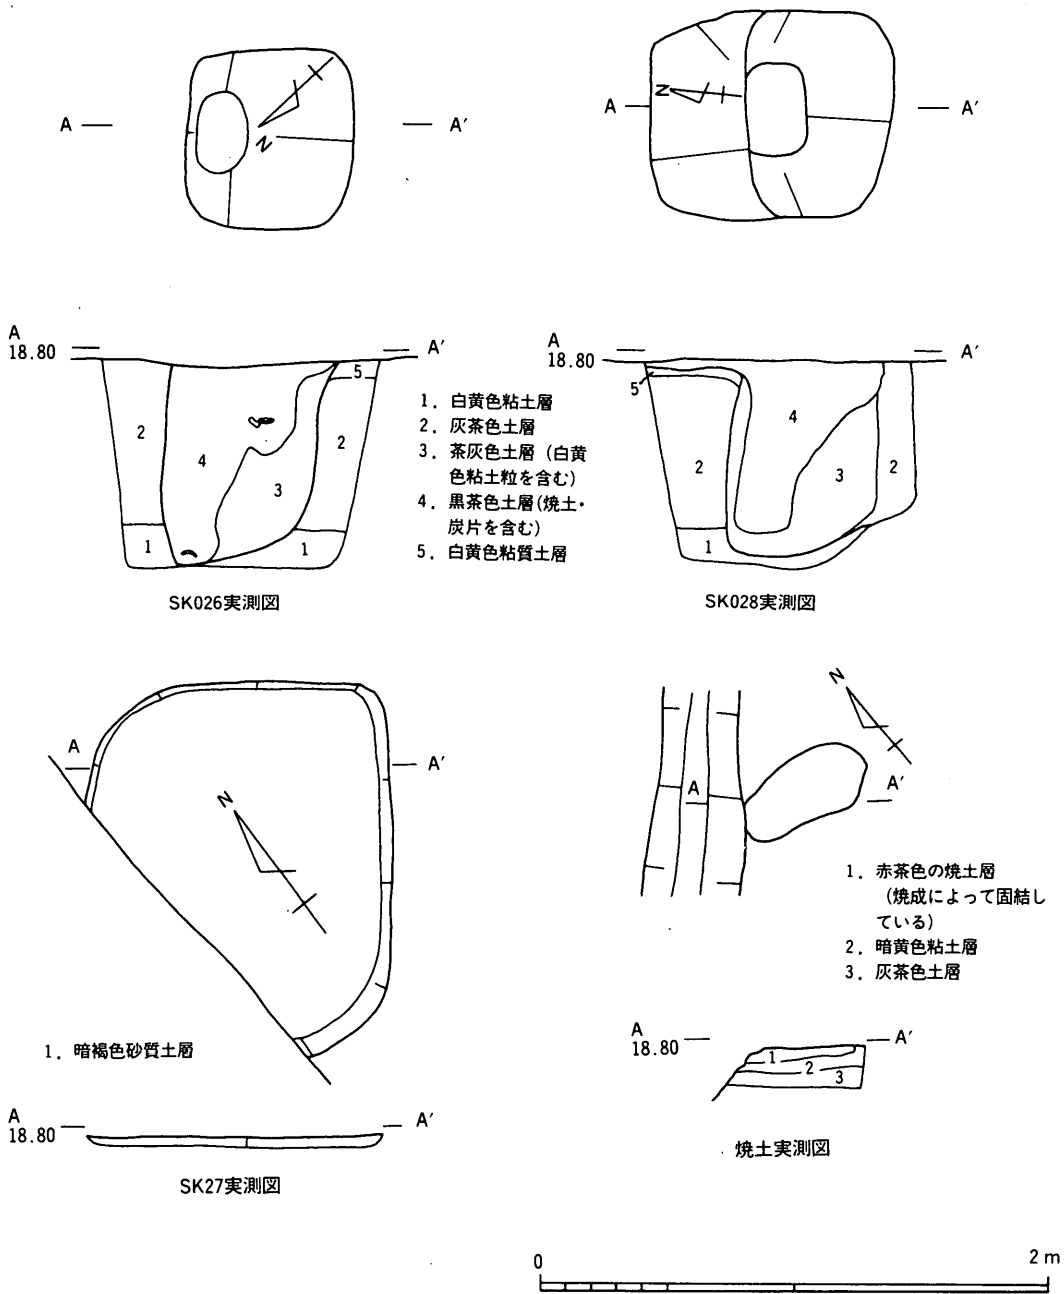 A
A′
N
A
A′
N
A
18.80
A′
5
2
4
2
3
1
1
1. 白黄色粘土層
2. 灰茶色土層
3. 茶灰色土層（白黄
色粘土粒を含む）
4. 黒茶色土層（焼土・
炭片を含む）
5. 白黄色粘質土層
SK026実測図
A
18.80
A′
5
4
2
3
2
1
SK028実測図
A
A′
N
1. 暗褐色砂質土層
A
18.80
A′
SK27実測図
N
A
A′
1. 赤茶色の焼土層
（焼成によって固結し
ている）
2. 暗黄色粘土層
3. 灰茶色土層
A
18.80
A′
1
2
3
焼土実測図
0
2 m